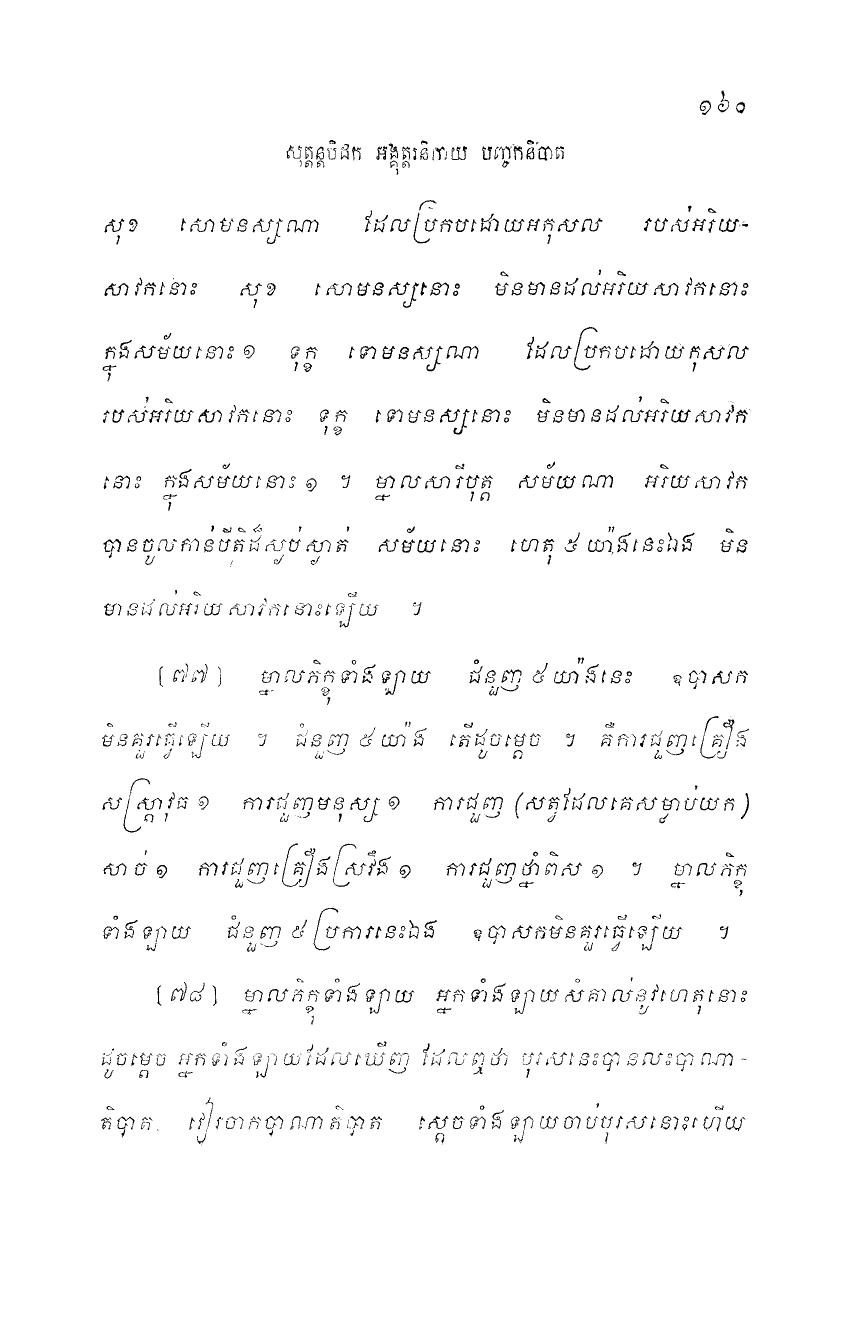 ១៦០
សុត្តន្តបិដក អង្គុត្តរនិកាយ បញ្ចកនិបាត
សុខ សោមនស្សណា ដែលប្រកបដោយអកុសល របស់អរិយ-
សាវកនោះ សុខ សោមនស្សនោះ មិនមានដល់អរិយសាវកនោះ
ក្នុងសម័យនោះ ១ ទុក្ខ ទោមនស្សណា ដែលប្រកបដោយកុសល
របស់អរិយសាវកនោះ ទុក្ខ ទោមនស្សនោះ មិនមានដល់អរិយសាវក
នោះ ក្នុងសម័យនោះ ១ ។ ម្នាលសារីបុត្ត សម័យណា អរិយសាវក
បានចូលកាន់បីតិដ៏ស្ងប់ស្ងាត់ សម័យនោះ ហេតុ ៥ យ៉ាងនេះឯង មិន
មានដល់អរិយសាវកនោះឡើយ ។
[៧៧] ម្នាលភិក្ខុទាំងឡាយ ជំនួញ ៥ យ៉ាងនេះ ឧបាសក
មិនគួរធ្វើឡើយ ។ ជំនួញ ៥ យ៉ាង តើដូចម្តេច ។ គឺការជួញគ្រឿង
សស្ត្រាវុធ ១ ការជួញមនុស្ស ១ ការជួញ (សត្វដែលគេសម្លាប់យក)
សាច់ ១ ការជួញគ្រឿងស្រវឹង ១ ការជួញថ្នាំពិស ១ ។ ម្នាលភិក្ខុ
ទាំងឡាយ ជំនួញ ៥ ប្រការនេះឯង ឧបាសកមិនគួរធ្វើឡើយ ។
[៧៨] ម្នាលភិក្ខុទាំងឡាយ អ្នកទាំងឡាយសំគាល់នូវហេតុនោះ
ដូចម្តេច អ្នកទាំងឡាយដែលឃើញ ដែលឮថា បុរសនេះបានលះបាណា-
តិបាត វៀរចាកបាណាតិបាត ស្តេចទាំងឡាយចាប់បុរសនោះហើយ